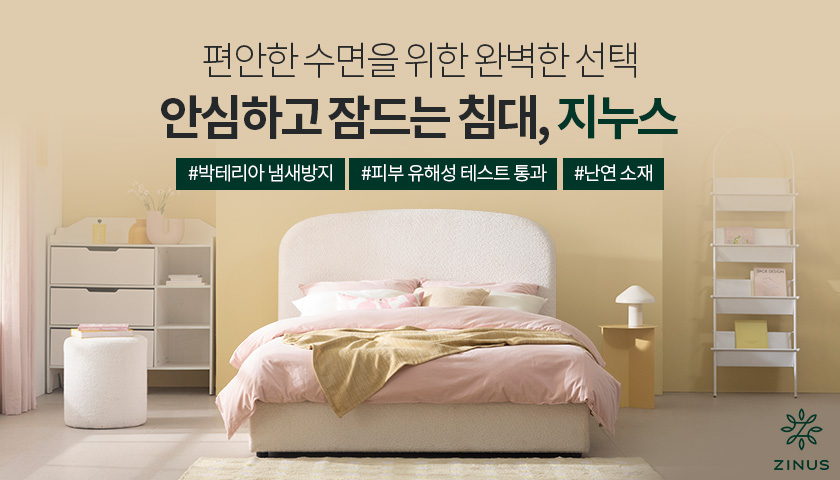 편안한 수면을 위한 완벽한 선택
안심하고 잠드는 침대, 지누스
#박테리아 냄새방지 #피부 유해성 테스트 통과 #난연 소재
BACK DESIGN
ZINUS